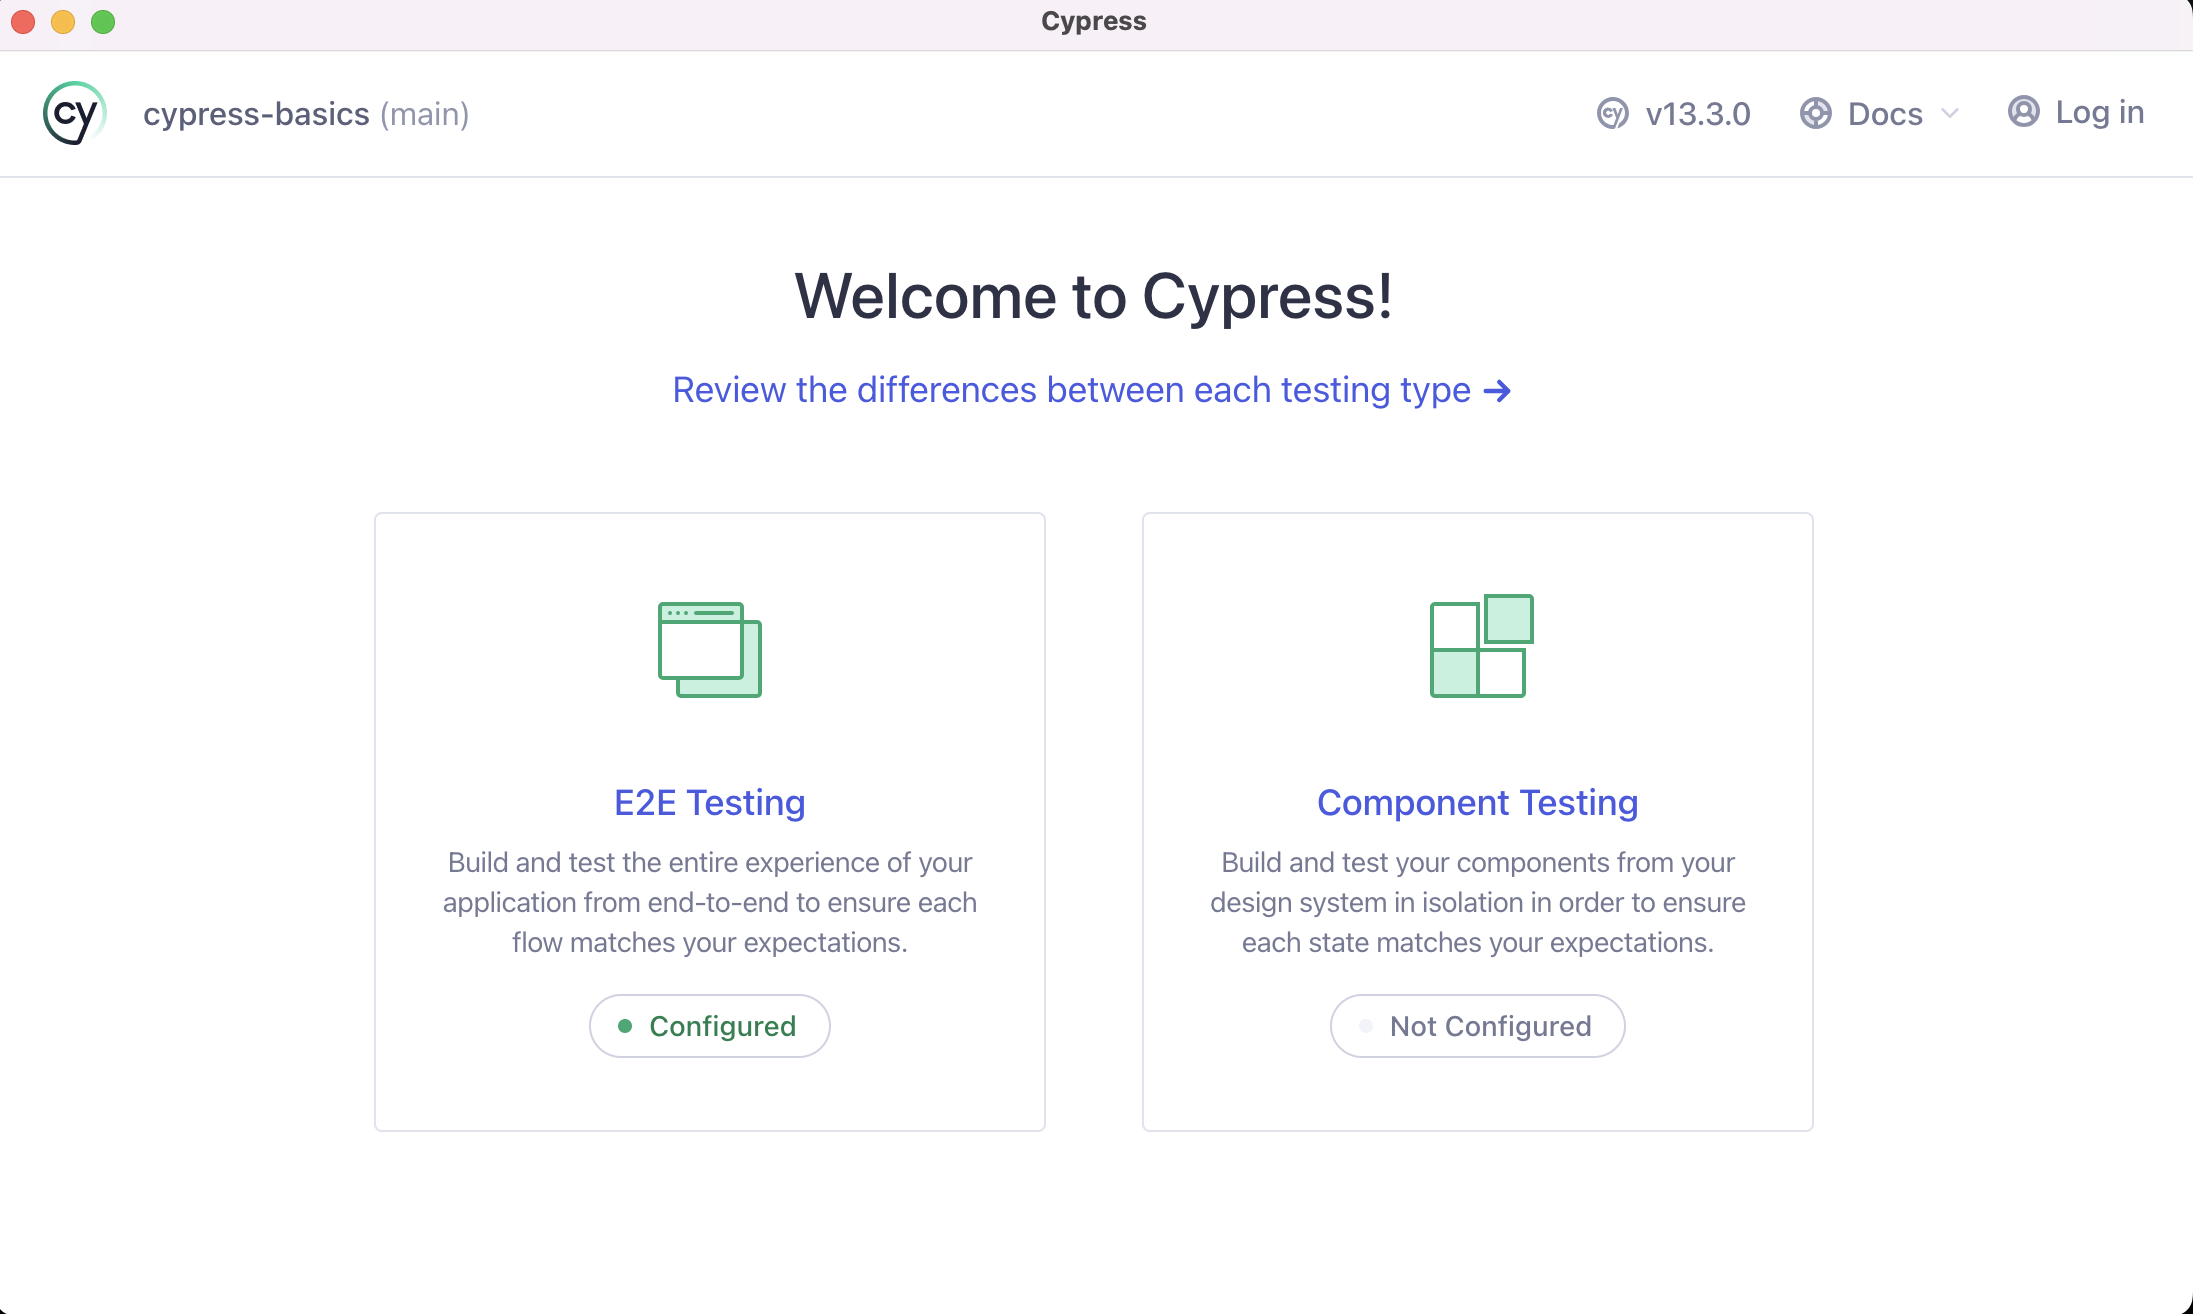 Cypress
cy cypress-basics (main) cy v13.3.0 Docs Log in
Welcome to Cypress!
Review the differences between each testing type →
E2E Testing
Build and test the entire experience of your
application from end-to-end to ensure each
flow matches your expectations.
Configured
Component Testing
Build and test your components from your
design system in isolation in order to ensure
each state matches your expectations.
Not Configured